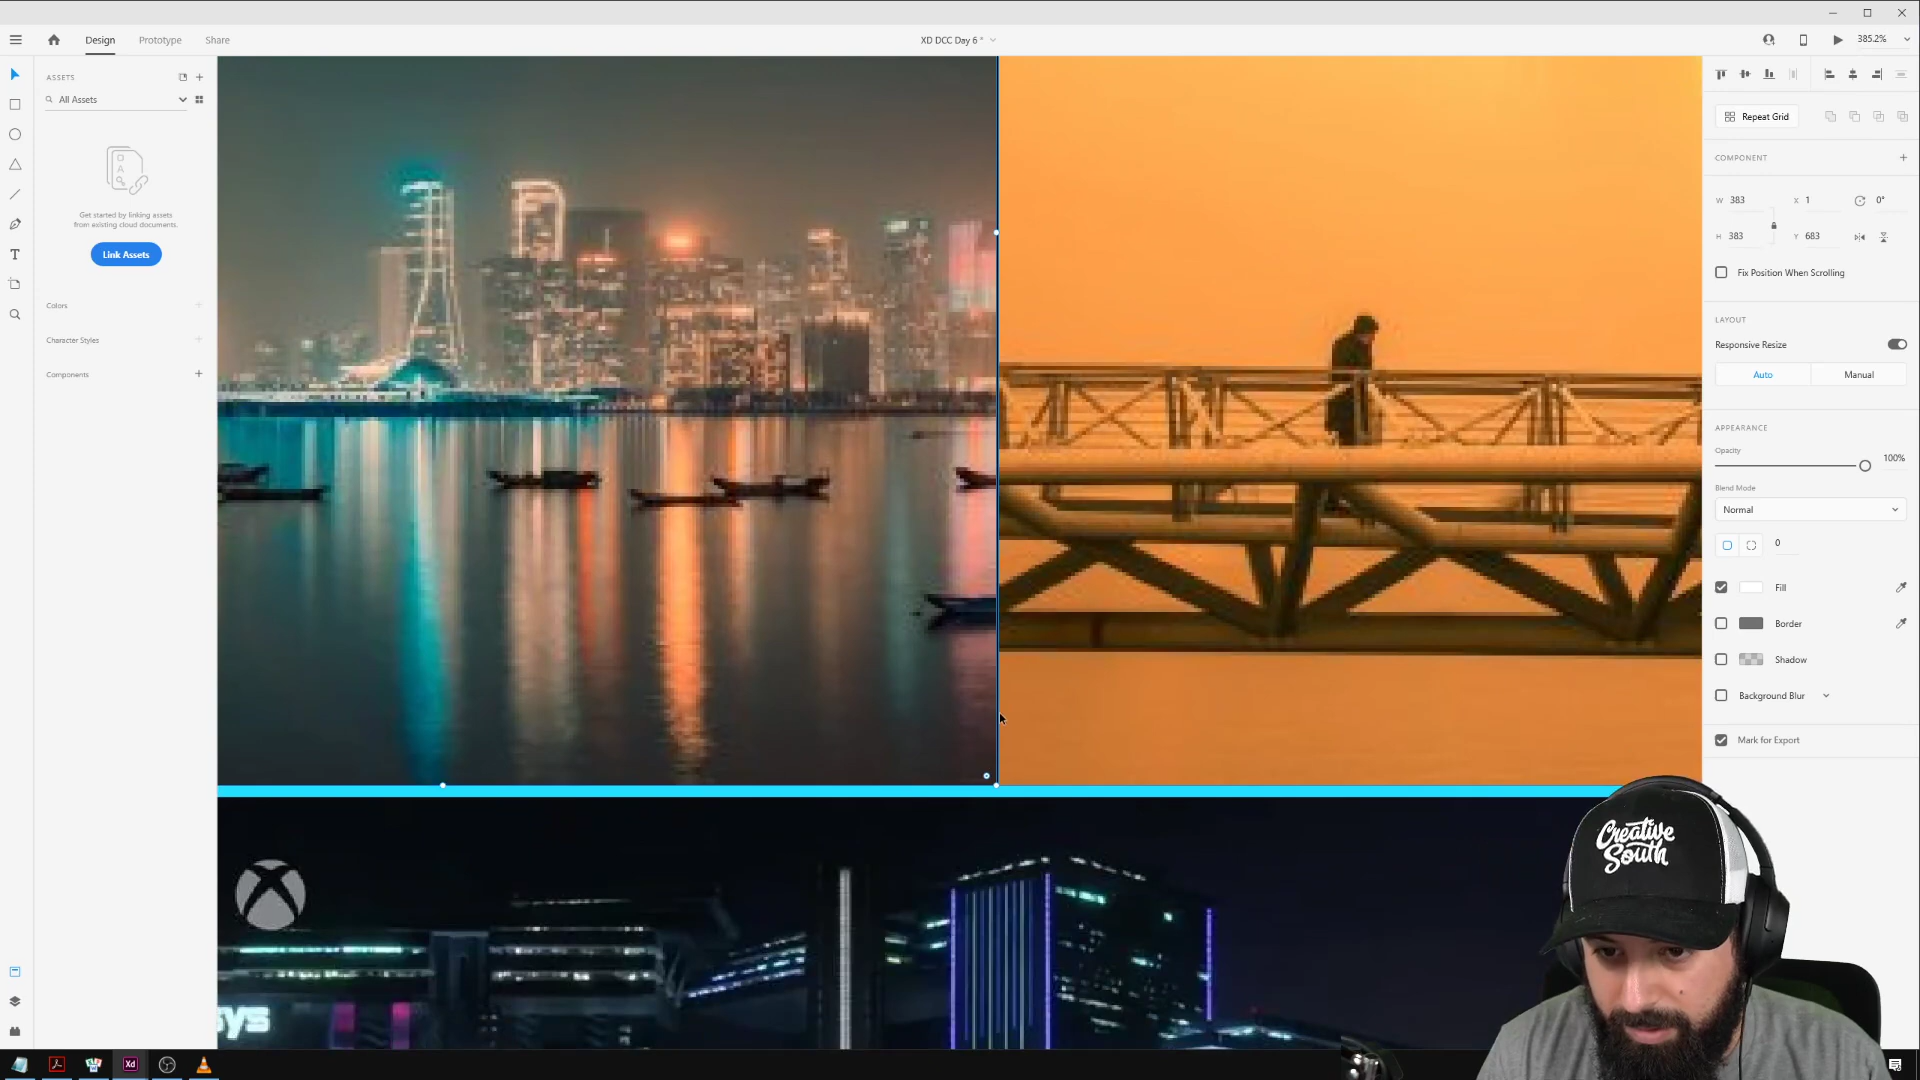 Design
Prototype
Share
XD DCC Day 6 *
385.2%
ASSETS
All Assets
Get started by linking assets
from existing cloud documents.
Link Assets
Colors
Character Styles
Components
Repeat Grid
COMPONENT
W 383
X 1
0°
H 383
Y 683
Fix Position When Scrolling
LAYOUT
Responsive Resize
Auto
Manual
APPEARANCE
Opacity
100%
Blend Mode
Normal
0
Fill
Border
Shadow
Background Blur
Mark for Export
Creative
South
sys
Xd